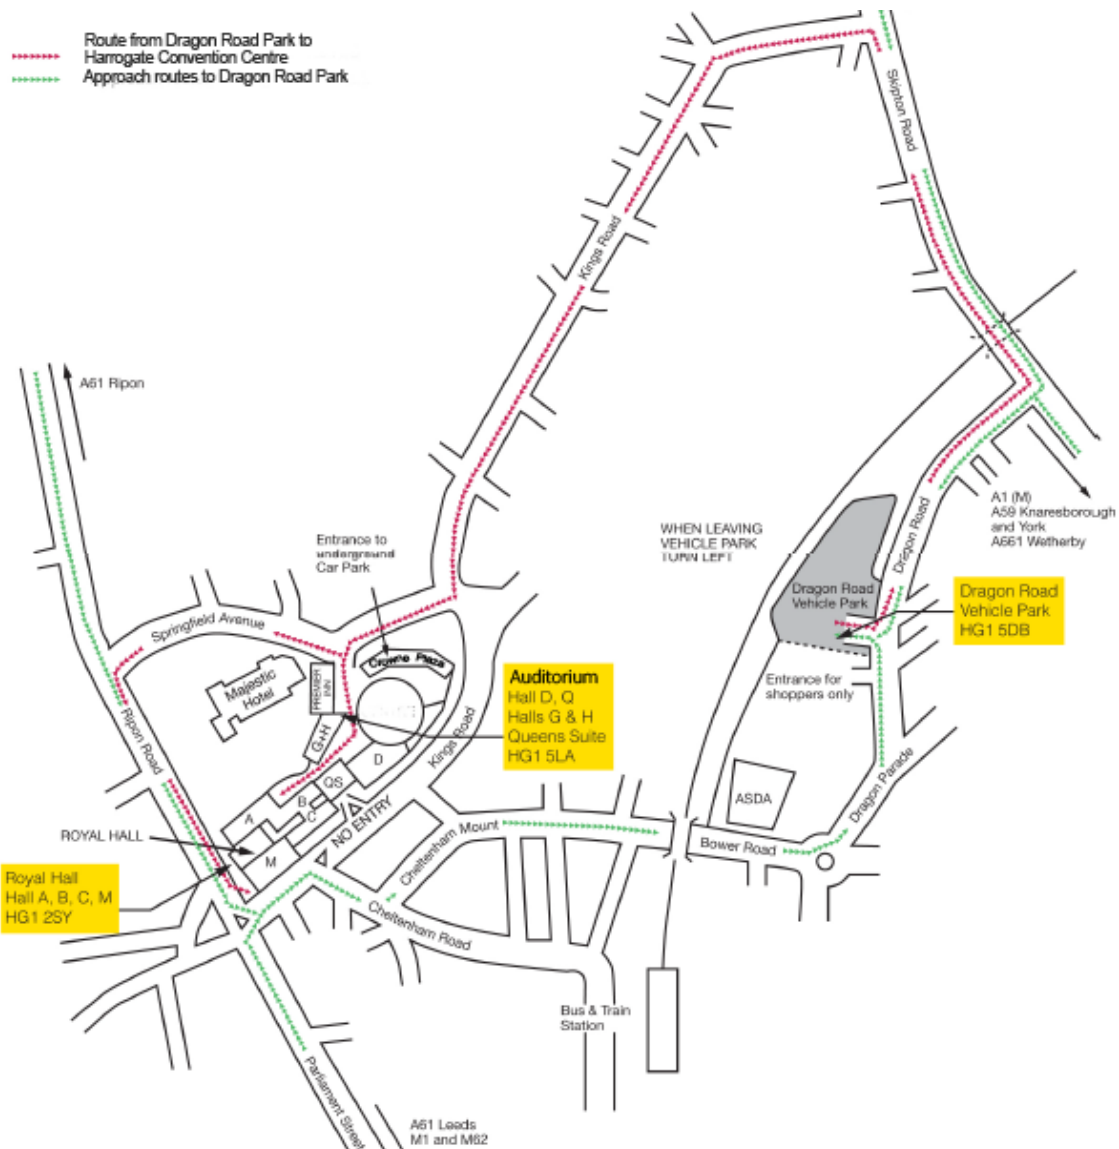 Route from Dragon Road Park to
Harrogate Convention Centre
Approach routes to Dragon Road Park
Skipton Road
Kings Road
A61 Ripon
A1 (M)
A59 Knaresborough
and York
A661 Wetherby
Dragon Road
WHEN LEAVING
VEHICLE PARK
TURN LEFT
Entrance to
underground
Car Park
Dragon Road
Vehicle Park
Dragon Road
Vehicle Park
HG1 5DB
Springfield Avenue
Crowne Plaza
Majestic
Hotel
PREMIER
INN
Auditorium
Hall D, Q
Halls G & H
Queens Suite
HG1 5LA
Entrance for
shoppers only
Ripon Road
G+H
Kings Road
D
QS
B
C
A
M
NO ENTRY
ASDA
Dragon Parade
ROYAL HALL
Cheltenham Mount
Bower Road
Royal Hall
Hall A, B, C, M
HG1 2SY
Cheltenham Road
Bus & Train
Station
Parliament Street
A61 Leeds
M1 and M62